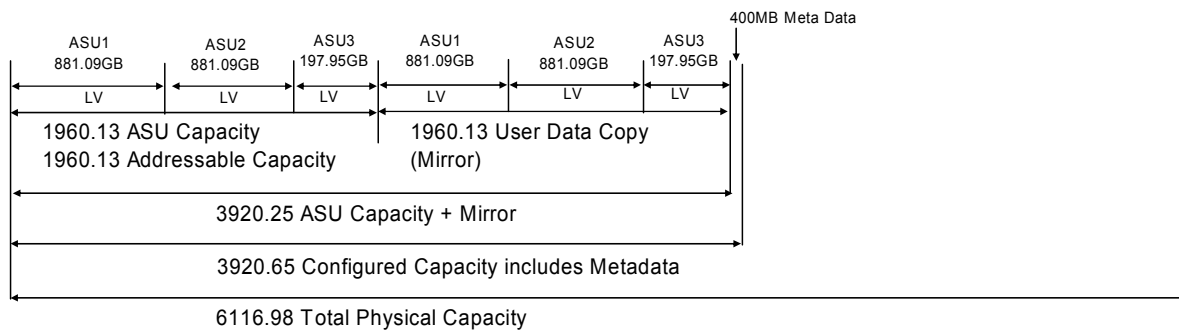 400MB Meta Data
ASU1
881.09GB
ASU2
881.09GB
ASU3
197.95GB
ASU1
881.09GB
ASU2
881.09GB
ASU3
197.95GB
LV
LV
LV
LV
LV
LV
1960.13 ASU Capacity
1960.13 Addressable Capacity
1960.13 User Data Copy
(Mirror)
3920.25 ASU Capacity + Mirror
3920.65 Configured Capacity includes Metadata
6116.98 Total Physical Capacity